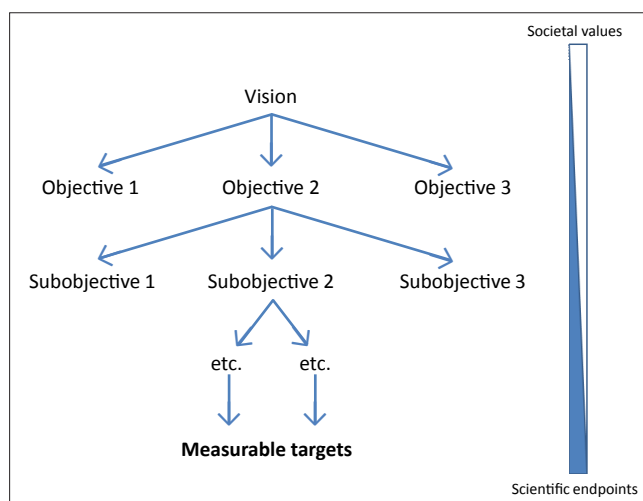 Societal values
Vision
Objective 1 Objective 2 Objective 3
Subobjective 1 Subobjective 2 Subobjective 3
etc. etc.
Measurable targets
Scientific endpoints